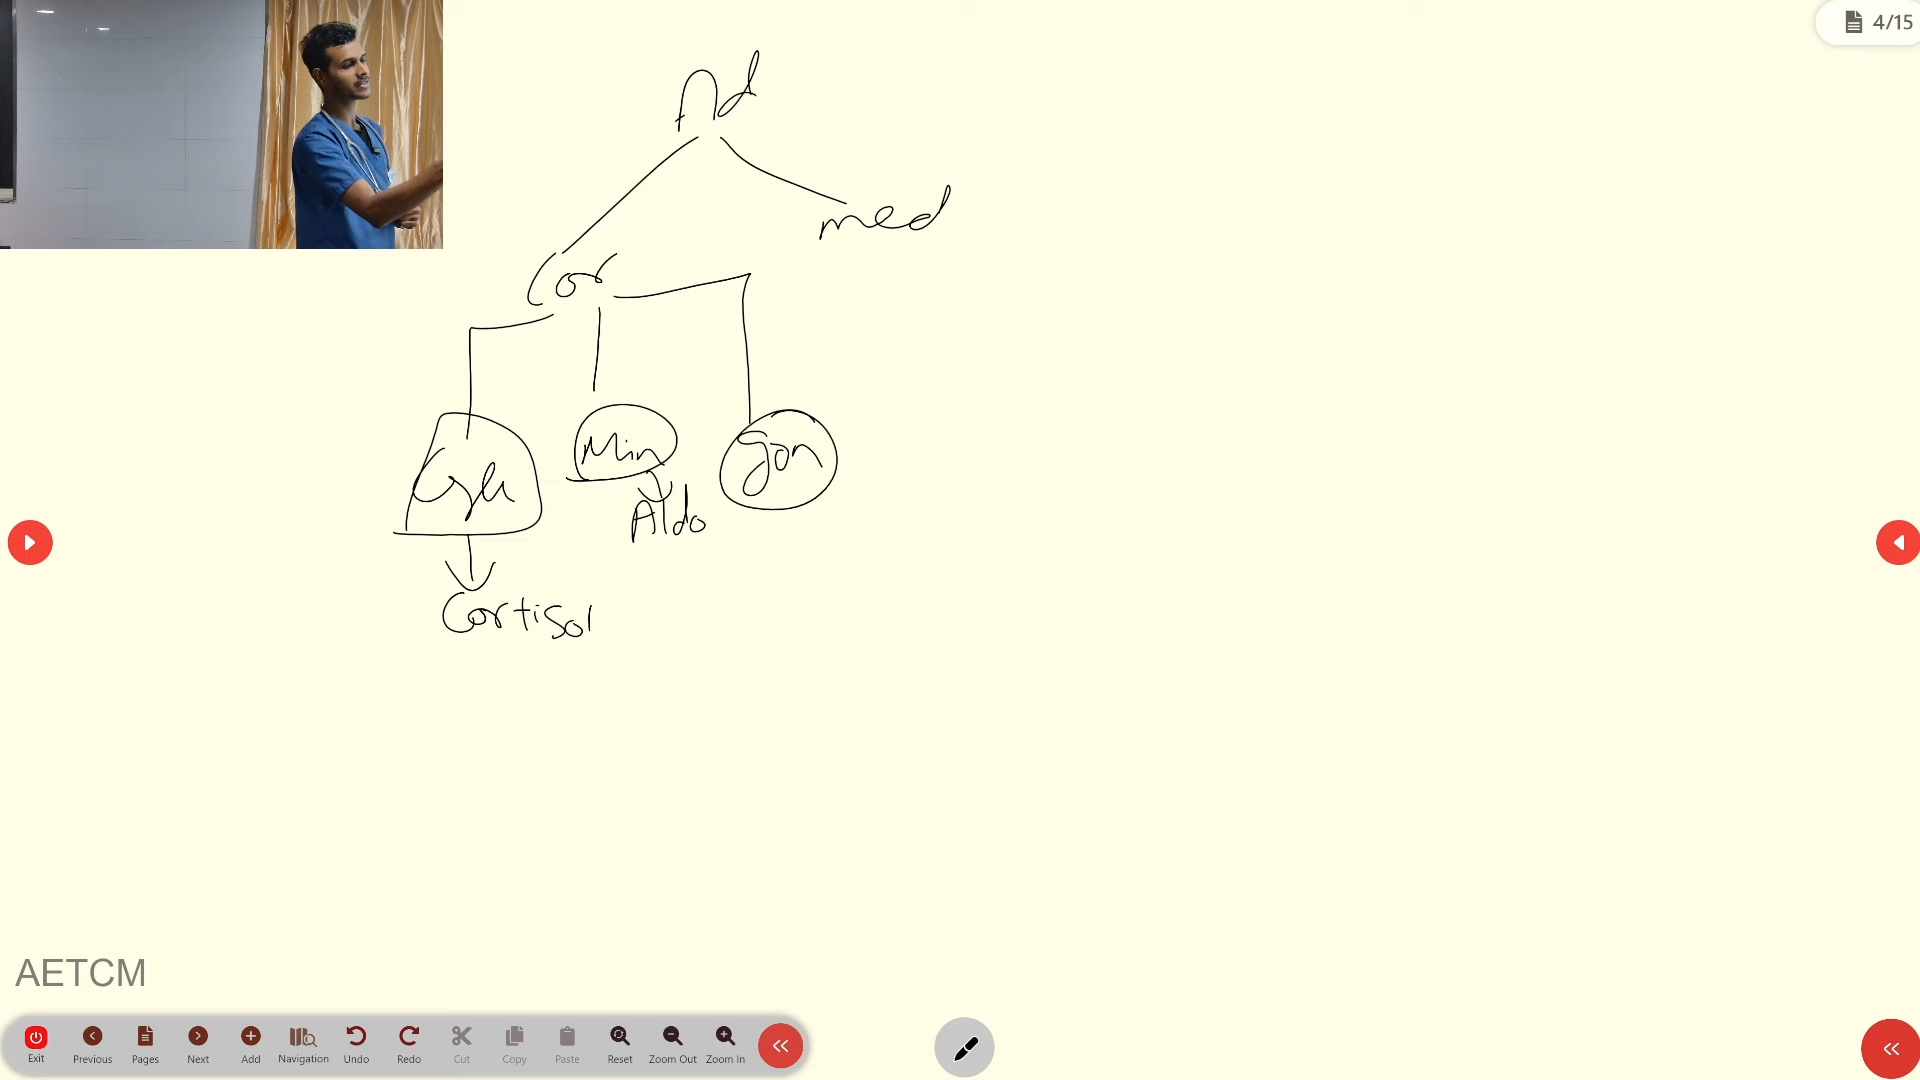 4/15
Ad
med
Cor
Min
Gon
Aldo
Cortisol
AETCM
Exit Previous Pages Next Add Navigation Undo Redo Cut Copy Paste Reset Zoom Out Zoom In